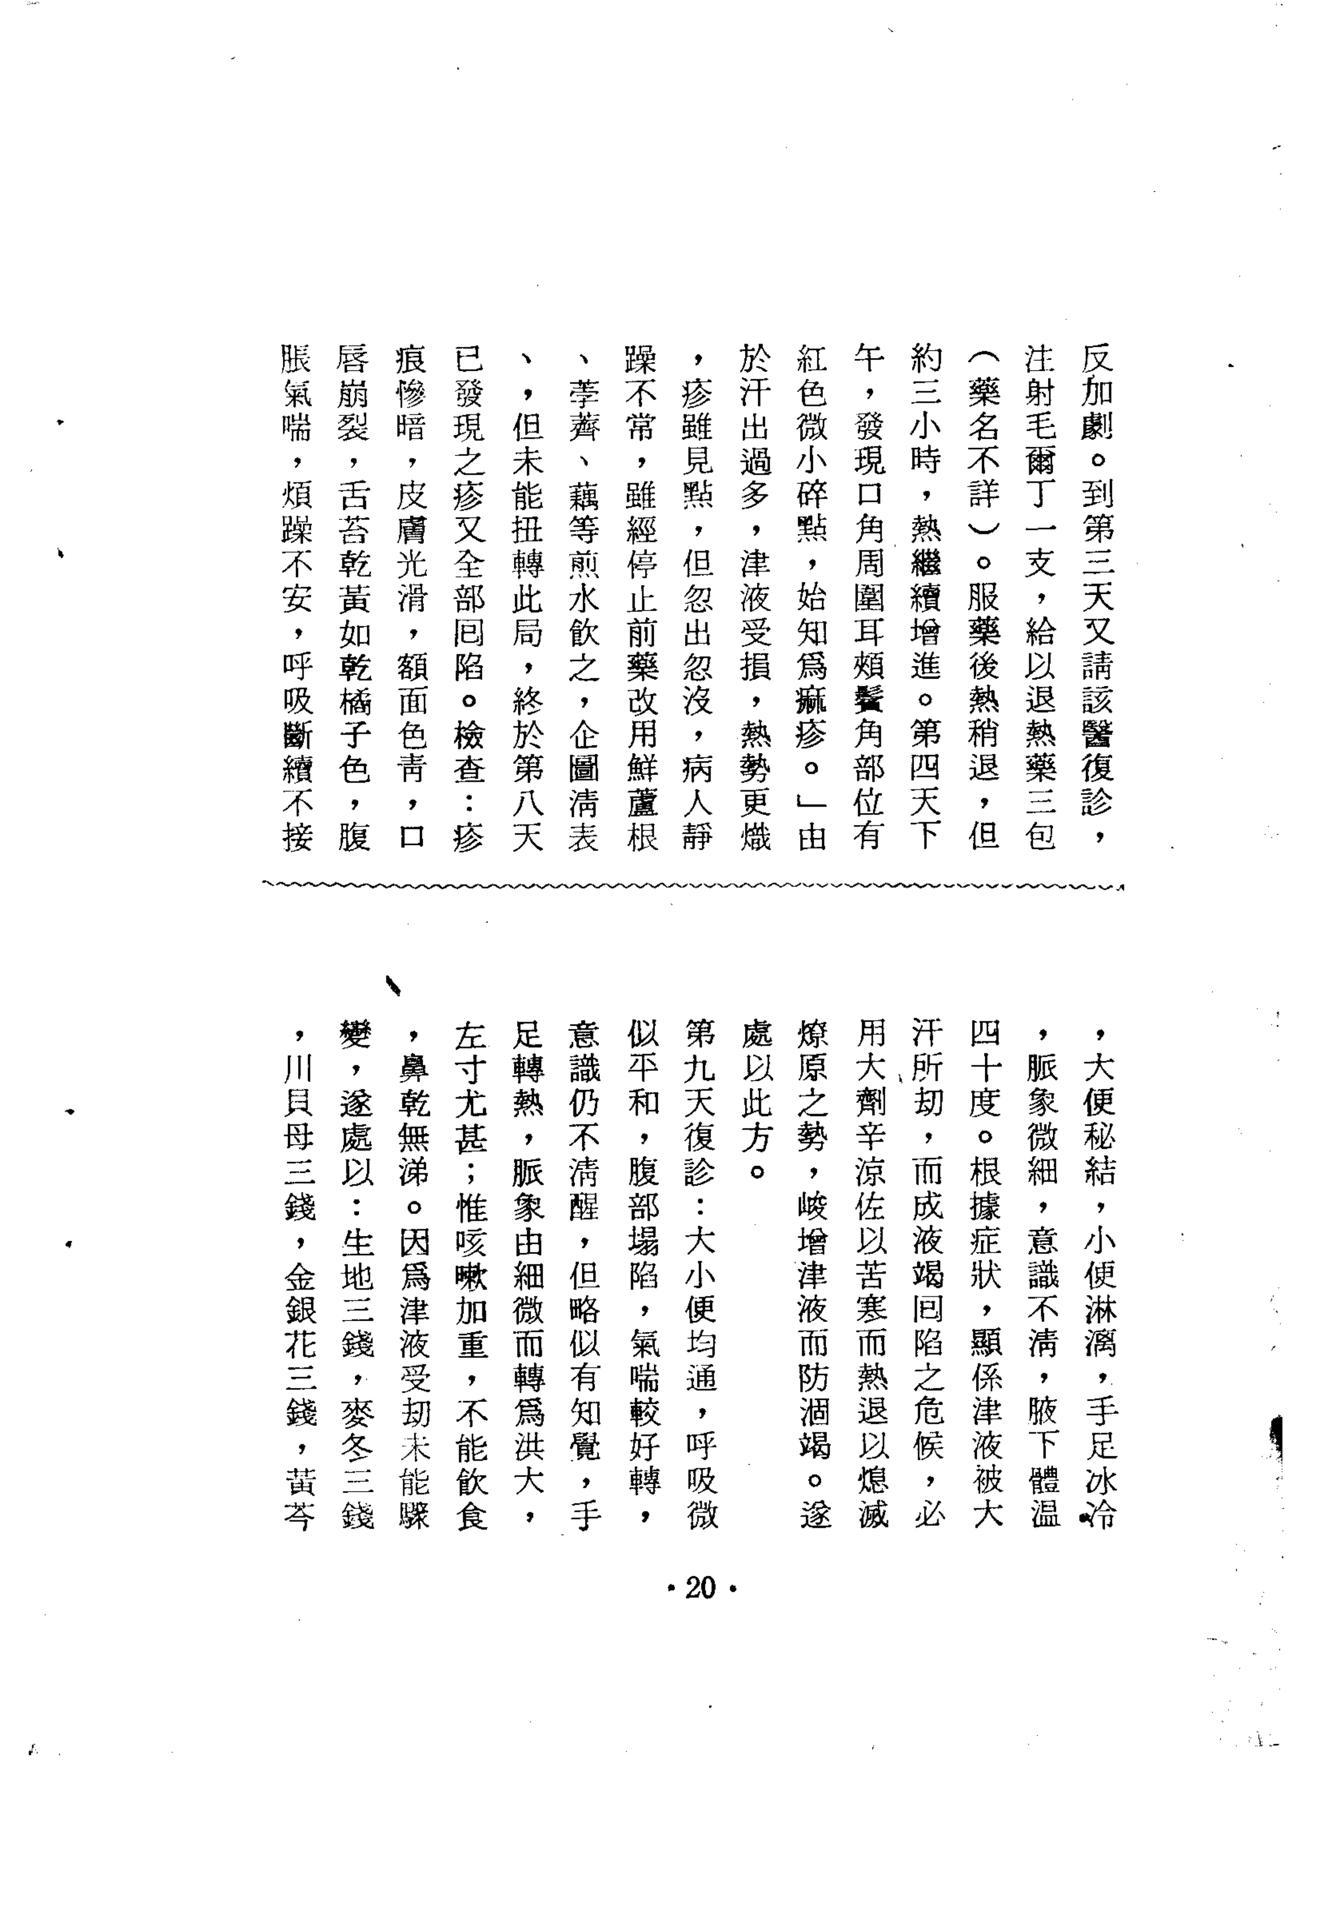 反加劇。到第三天又請該醫復診，
注射毛爾丁一支，給以退熱藥三包
（藥名不詳）。服藥後熱稍退，但
約三小時，熱繼續增進。第四天下
午，發現口角周圍耳頰鬢角部位有
紅色微小碎點，始知爲痲疹。」由
於汗出過多，津液受損，熱勢更熾
，疹雖見點，但忽出忽沒，病人靜
躁不常，雖經停止前藥改用鮮蘆根
、荸薺、藕等煎水飲之，企圖清表
、，但未能扭轉此局，終於第八天
已發現之疹又全部回陷。檢查：疹
痕慘暗，皮膚光滑，額面色青，口
唇崩裂，舌苔乾黃如乾橘子色，腹
脹氣喘，煩躁不安，呼吸斷續不接
，大便秘結，小便淋漓，手足冰冷
，脈象微細，意識不清，腋下體溫
四十度。根據症狀，顯係津液被大
汗所劫，而成液竭回陷之危候，必
用大劑辛涼佐以苦寒而熱退以熄滅
燎原之勢，峻增津液而防涸竭。遂
處以此方。
第九天復診：大小便均通，呼吸微
似平和，腹部塌陷，氣喘較好轉，
意識仍不清醒，但略似有知覺，手
足轉熱，脈象由細微而轉爲洪大，
左寸尤甚；惟咳嗽加重，不能飲食
，鼻乾無涕。因爲津液受劫未能驟
變，遂處以：生地三錢，麥冬三錢
，川貝母三錢，金銀花三錢，黃芩
·20·